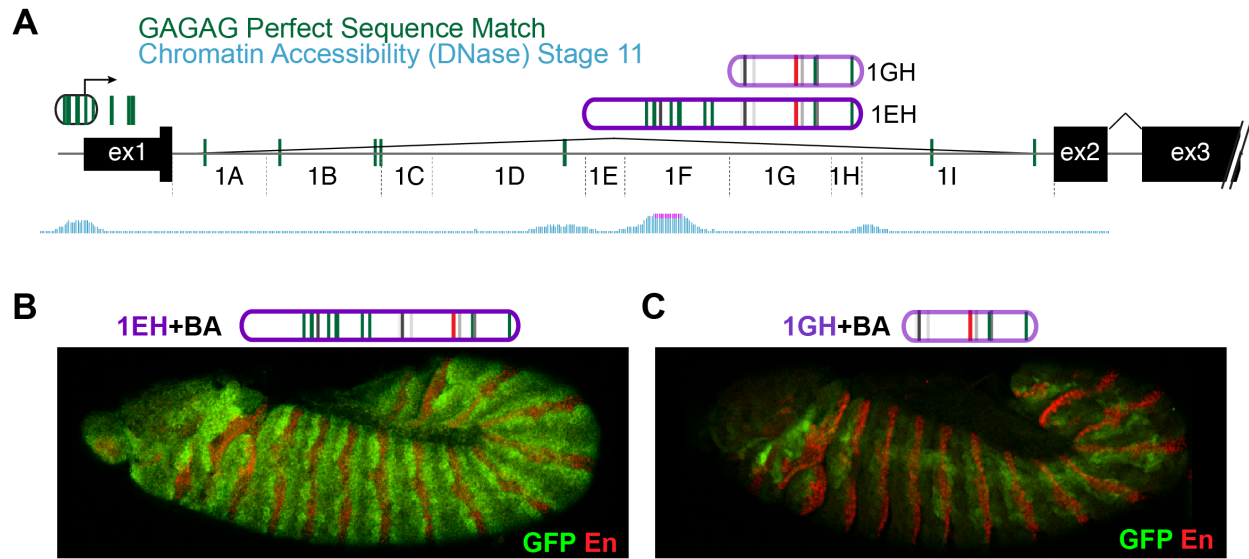 A
GAGAG Perfect Sequence Match
Chromatin Accessibility (DNase) Stage 11
1GH
1EH
ex1
ex2
ex3
1A
1B
1C
1D
1E
1F
1G
1H
1I
B
1EH+BA
GFP En
C
1GH+BA
GFP En